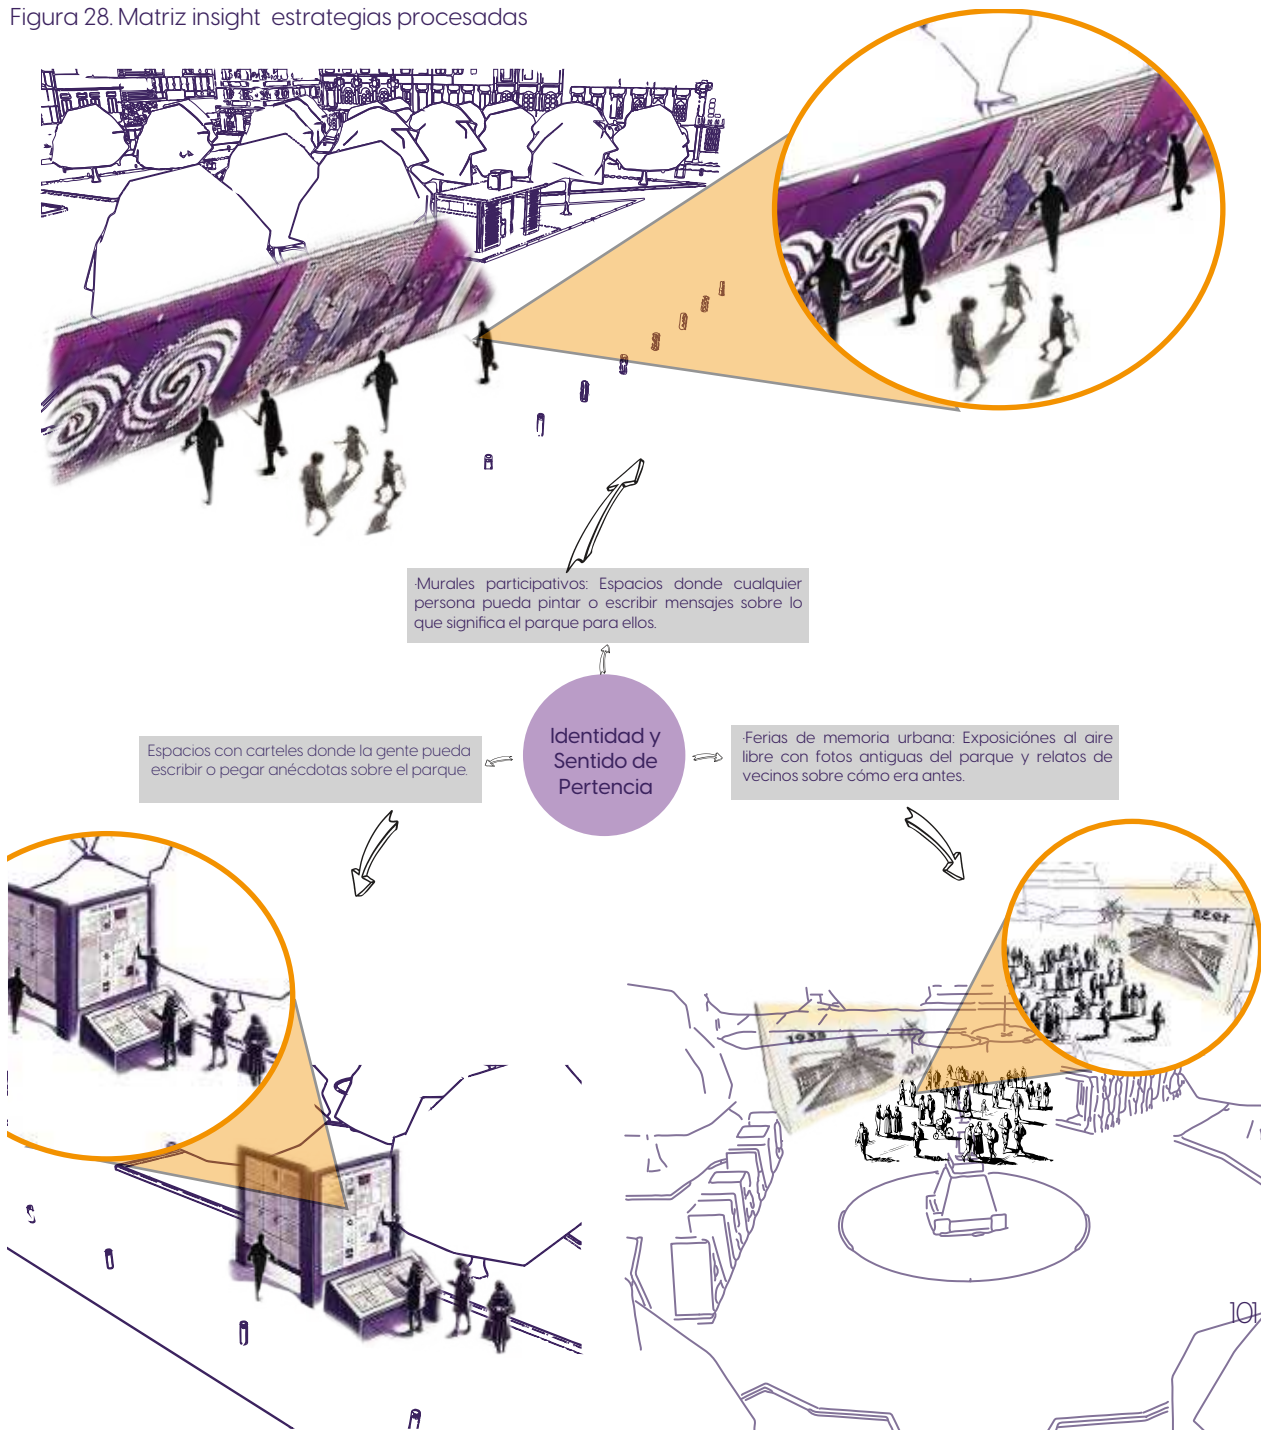 Figura 28. Matriz insight estrategias procesadas
·Murales participativos: Espacios donde cualquier
persona pueda pintar o escribir mensajes sobre lo
que significa el parque para ellos.
Identidad y
Sentido de
Pertencia
Espacios con carteles donde la gente pueda
escribir o pegar anécdotas sobre el parque.
·Ferias de memoria urbana: Exposiciónes al aire
libre con fotos antiguas del parque y relatos de
vecinos sobre cómo era antes.
1938
101